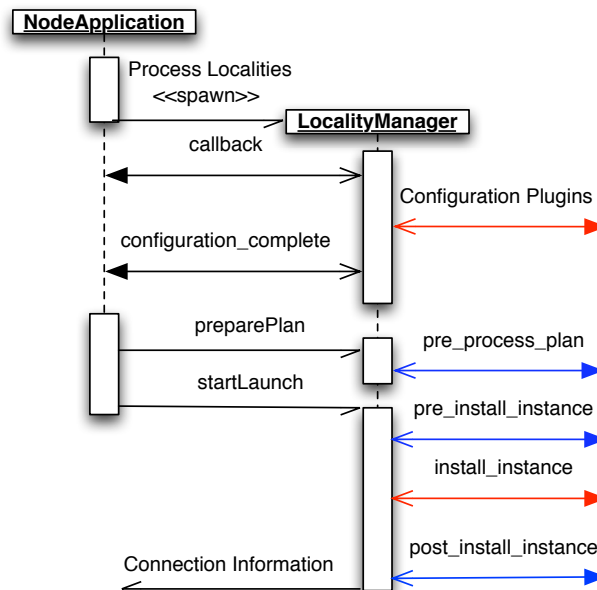 NodeApplication
Process Localities
<<spawn>>
LocalityManager
callback
Configuration Plugins
configuration_complete
preparePlan
pre_process_plan
startLaunch
pre_install_instance
install_instance
post_install_instance
Connection Information